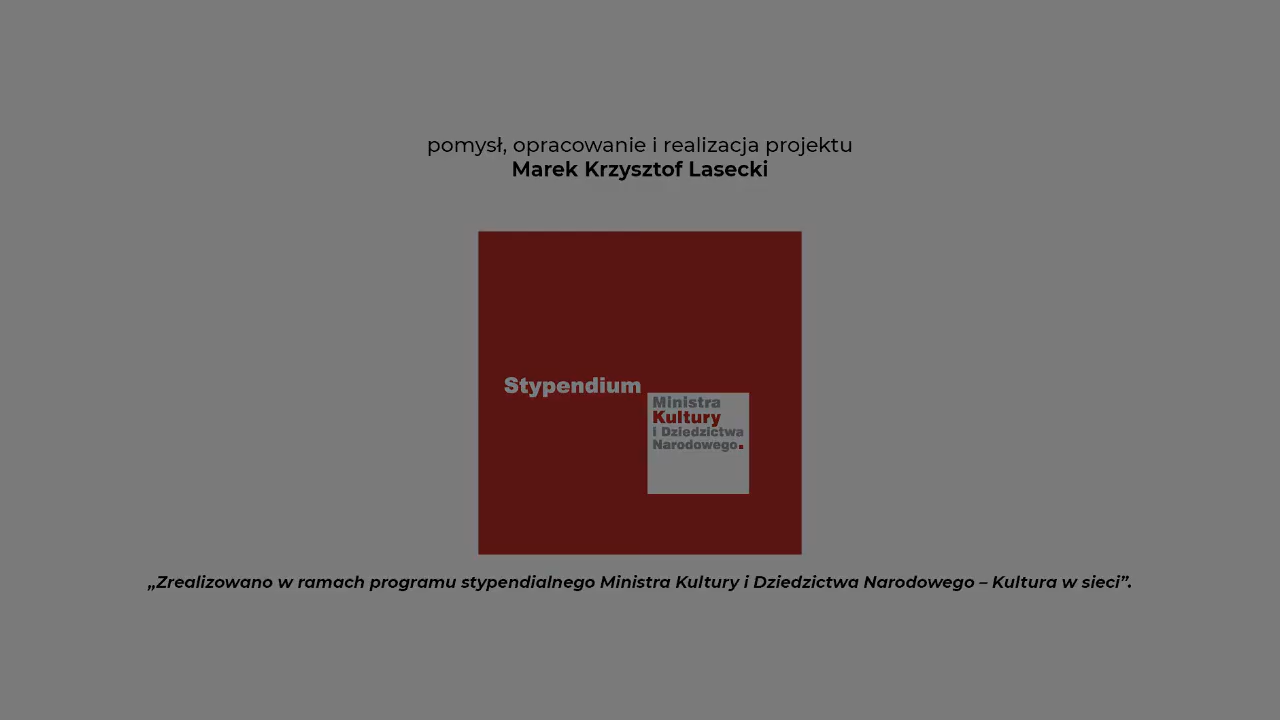 pomysł, opracowanie i realizacja projektu
Marek Krzysztof Lasecki
Stypendium
Ministra
Kultury
i Dziedzictwa
Narodowego.
„Zrealizowano w ramach programu stypendialnego Ministra Kultury i Dziedzictwa Narodowego – Kultura w sieci”.